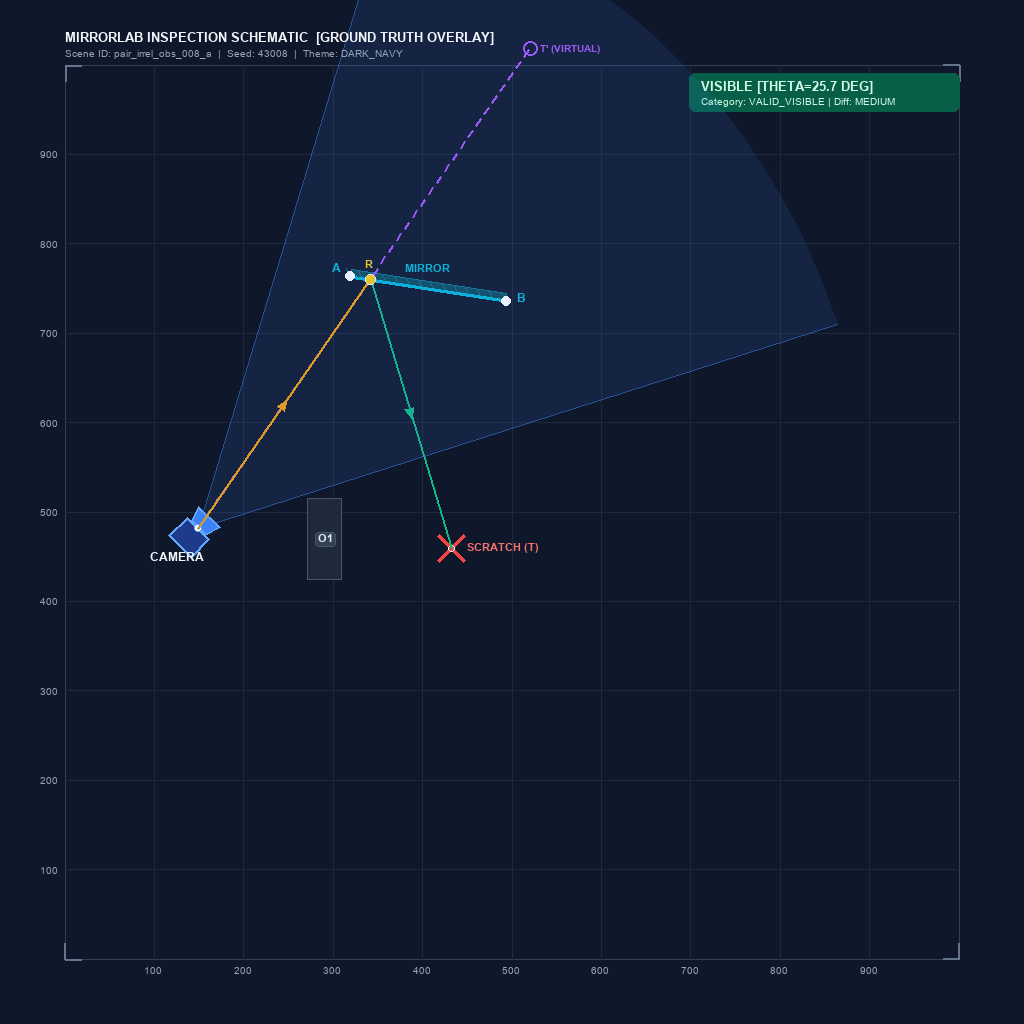 MIRRORLAB INSPECTION SCHEMATIC  [GROUND TRUTH OVERLAY]
Scene ID: pair_irrel_obs_008_a  |  Seed: 43008  |  Theme: DARK_NAVY
T' (VIRTUAL)
VISIBLE [THETA=25.7 DEG]
Category: VALID_VISIBLE | Diff: MEDIUM
900
800
A
R
MIRROR
B
700
600
500
O1
SCRATCH (T)
CAMERA
400
300
200
100
100 200 300 400 500 600 700 800 900